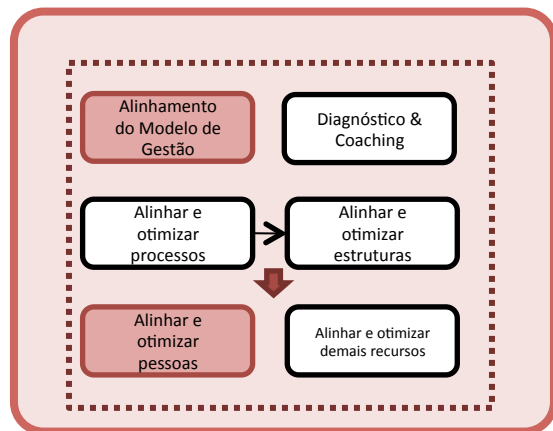 Alinhamento
do Modelo de
Gestão
Diagnóstico &
Coaching
Alinhar e
otimizar
processos
Alinhar e
otimizar
estruturas
Alinhar e
otimizar
pessoas
Alinhar e otimizar
demais recursos